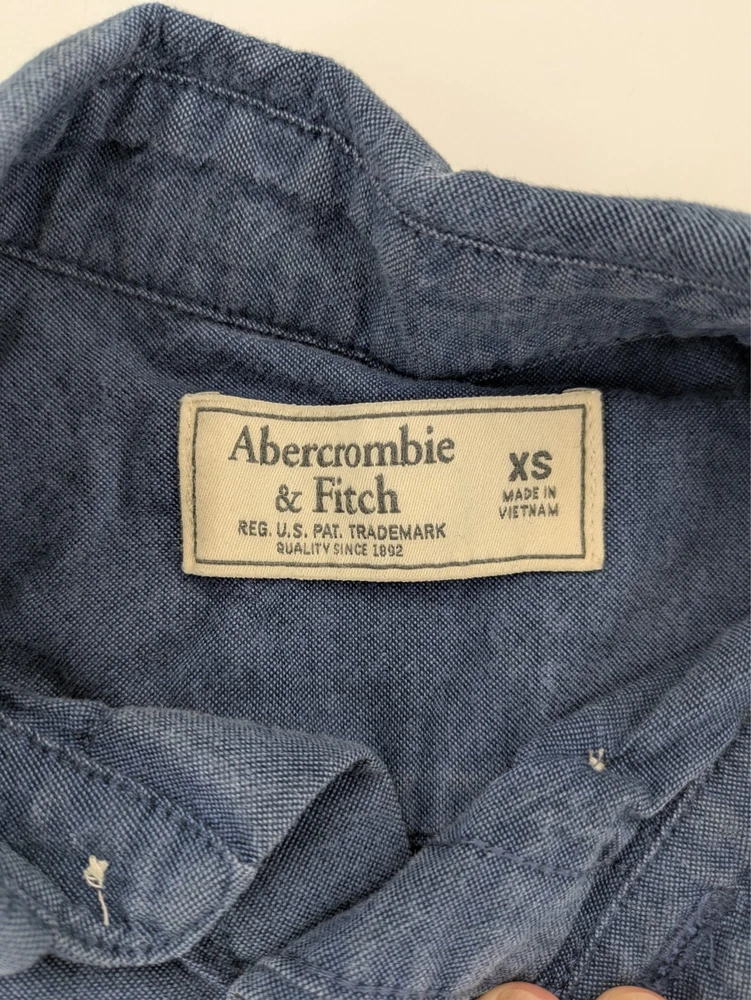 Abercrombie
& Fitch
REG. U.S. PAT. TRADEMARK
QUALITY SINCE 1892
XS
MADE IN
VIETNAM